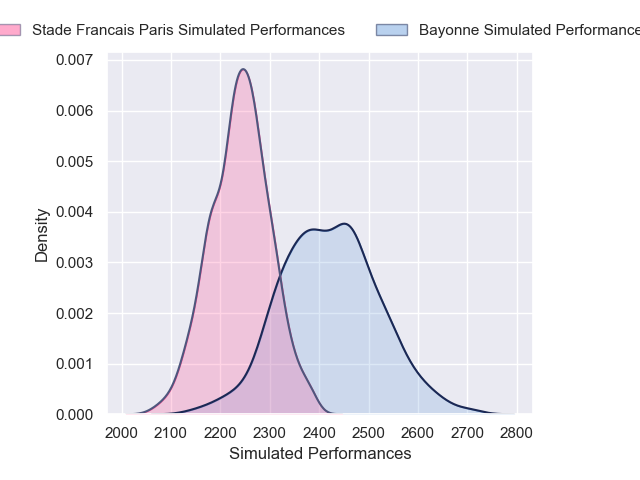 Stade Francais Paris Simulated Performances
Bayonne Simulated Performance
0.007
0.006
0.005
0.004
0.003
0.002
0.001
0.000
Density
2000 2100 2200 2300 2400 2500 2600 2700 2800
Simulated Performances